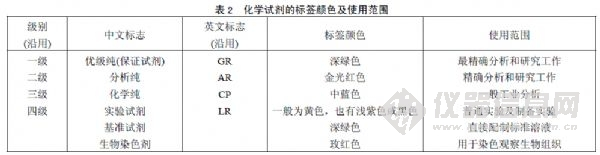 表 2 化学试剂的标签颜色及使用范围
级别 (沿用) 中文标志 英文标志 (沿用) 标签颜色 使用范围
一级 优级纯(保证试剂) GR 深绿色 最精确分析和研究工作
二级 分析纯 AR 金光红色 精确分析和研究工作
三级 化学纯 CP 中蓝色 一般工业分析
四级 实验试剂 LR 一般为黄色，也有浅紫色或黑色 普通实验及制备实验
基准试剂 深绿色 直接配制标准溶液
生物染色剂 玫红色 用于染色观察生物组织
仪器信息网